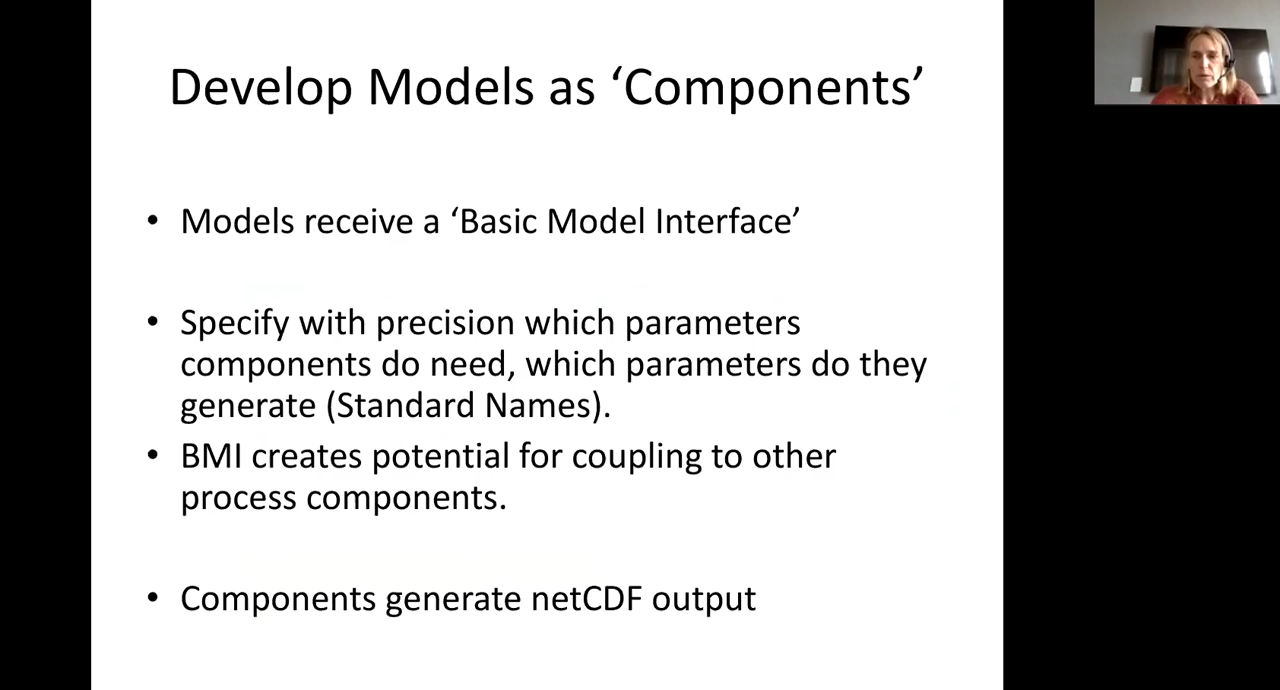 Develop Models as ‘Components’
• Models receive a ‘Basic Model Interface’
• Specify with precision which parameters
components do need, which parameters do they
generate (Standard Names).
• BMI creates potential for coupling to other
process components.
• Components generate netCDF output